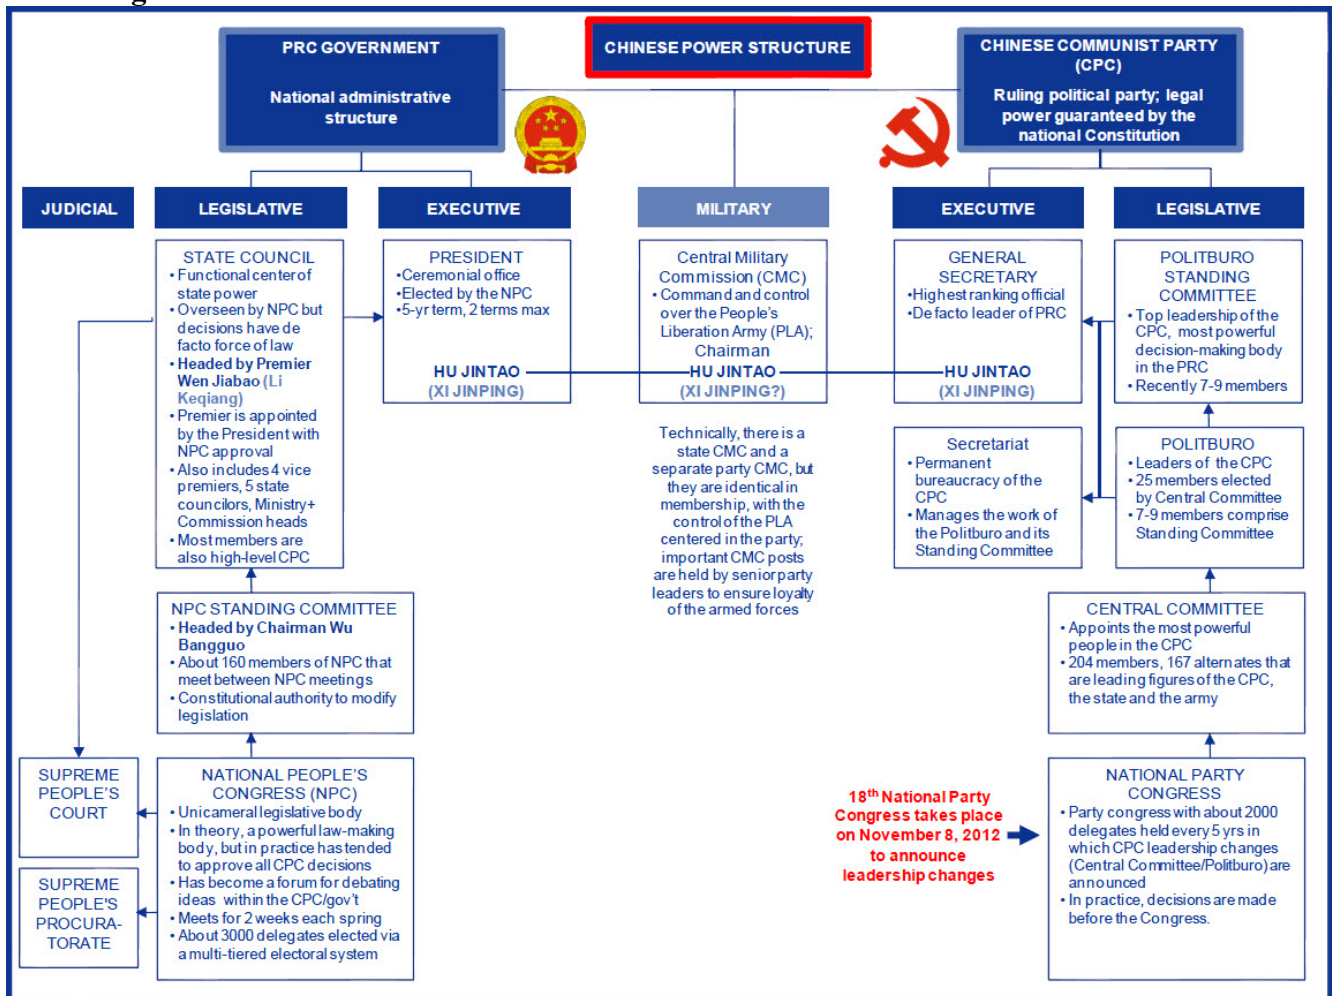 PRC GOVERNMENT
National administrative
structure
CHINESE POWER STRUCTURE
CHINESE COMMUNIST PARTY
(CPC)
Ruling political party; legal
power guaranteed by the
national Constitution
JUDICIAL
LEGISLATIVE
EXECUTIVE
MILITARY
EXECUTIVE
LEGISLATIVE
STATE COUNCIL
• Functional center of
state power
• Overseen by NPC but
decisions have de
facto force of law
• Headed by Premier
Wen Jiabao (Li
Keqiang)
• Premier is appointed
by the President with
NPC approval
• Also includes 4 vice
premiers, 5 state
councilors, Ministry+
Commission heads
• Most members are
also high-level CPC
PRESIDENT
•Ceremonial office
•Elected by the NPC
•5-yr term, 2 terms max
HU JINTAO
(XI JINPING)
Central Military
Commission (CMC)
• Command and control
over the People's
Liberation Army (PLA);
Chairman
HU JINTAO
(XI JINPING?)
Technically, there is a
state CMC and a
separate party CMC, but
they are identical in
membership, with the
control of the PLA
centered in the party;
important CMC posts
are held by senior party
leaders to ensure loyalty
of the armed forces
GENERAL
SECRETARY
•Highest ranking official
•De facto leader of PRC
HU JINTAO
(XI JINPING)
Secretariat
• Permanent
bureaucracy of the
CPC
• Manages the work of
the Politburo and its
Standing Committee
POLITBURO
STANDING
COMMITTEE
• Top leadership of the
CPC, most powerful
decision-making body
in the PRC
• Recently 7-9 members
POLITBURO
• Leaders of the CPC
• 25 members elected
by Central Committee
• 7-9 members comprise
Standing Committee
NPC STANDING COMMITTEE
• Headed by Chairman Wu
Bangguo
• About 160 members of NPC that
meet between NPC meetings
• Constitutional authority to modify
legislation
CENTRAL COMMITTEE
• Appoints the most powerful
people in the CPC
• 204 members, 167 alternates that
are leading figures of the CPC,
the state and the army
SUPREME
PEOPLE'S
COURT
SUPREME
PEOPLE'S
PROCURA-
TORATE
NATIONAL PEOPLE'S
CONGRESS (NPC)
• Unicameral legislative body
• In theory, a powerful law-making
body, but in practice has tended
to approve all CPC decisions
• Has become a forum for debating
ideas within the CPC/gov't
• Meets for 2 weeks each spring
• About 3000 delegates elected via
a multi-tiered electoral system
18th National Party
Congress takes place
on November 8, 2012
to announce
leadership changes
NATIONAL PARTY
CONGRESS
• Party congress with about 2000
delegates held every 5 yrs in
which CPC leadership changes
(Central Committee/Politburo) are
announced
• In practice, decisions are made
before the Congress.